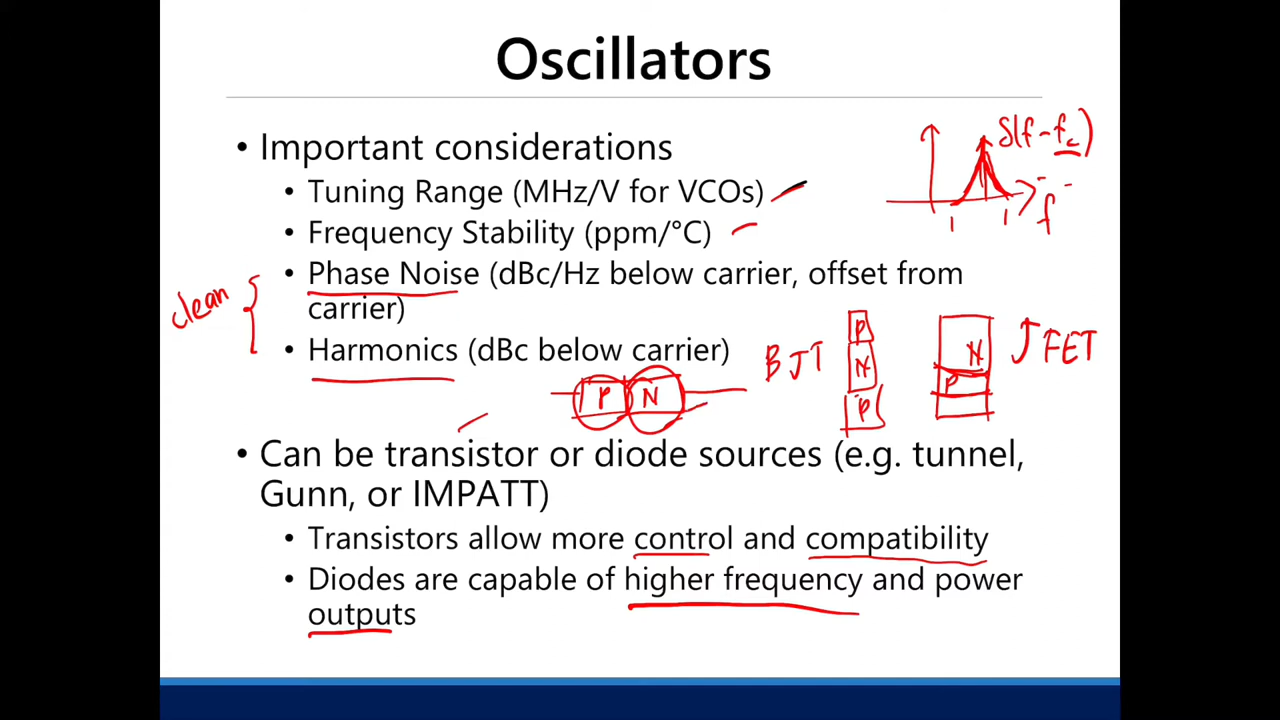 Oscillators
• Important considerations
• Tuning Range (MHz/V for VCOs)
• Frequency Stability (ppm/°C)
• Phase Noise (dBc/Hz below carrier, offset from
carrier)
• Harmonics (dBc below carrier)
clean
δ(f-fc)
f
P N
BJT
P
N
P
N
P
JFET
• Can be transistor or diode sources (e.g. tunnel,
Gunn, or IMPATT)
• Transistors allow more control and compatibility
• Diodes are capable of higher frequency and power
outputs